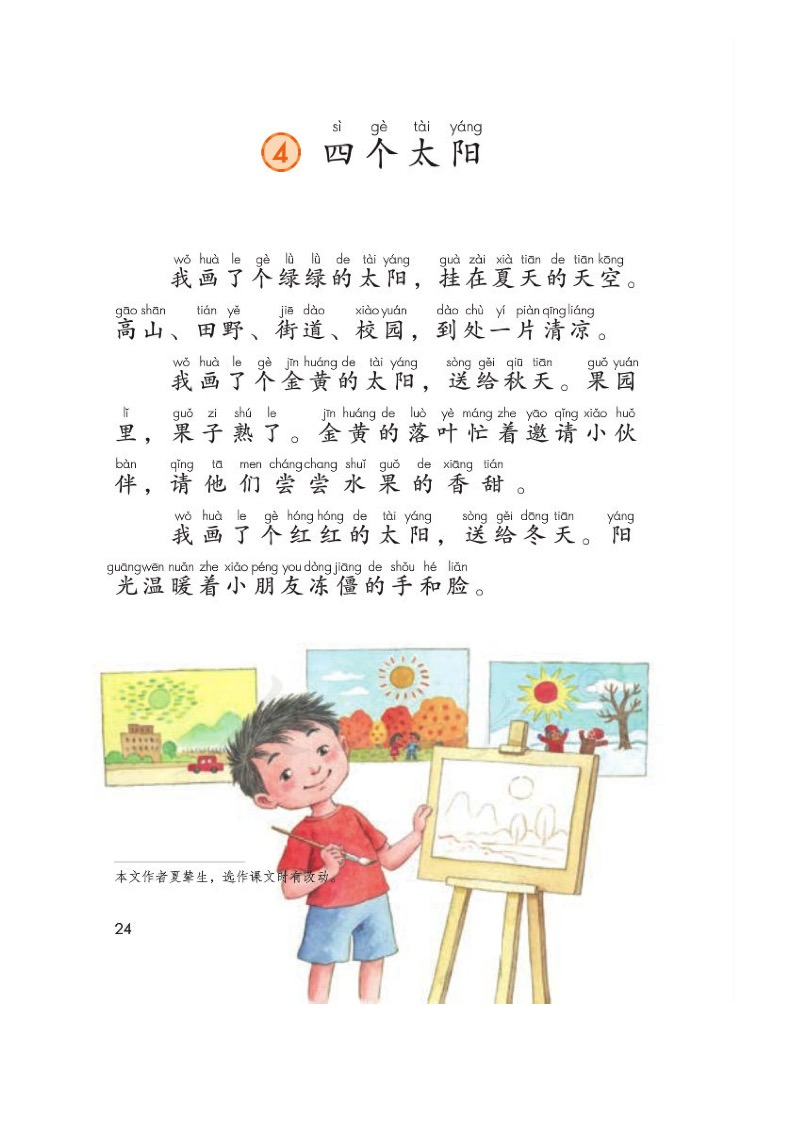 sì gè tài yáng
4 四个太阳
wǒ huà le gè lǜ lǜ de tài yáng guà zài xià tiān de tiān kōng
我画了个绿绿的太阳，挂在夏天的天空。
gāo shān tián yě jiē dào xiào yuán dào chù yí piàn qīng liáng
高山、田野、街道、校园，到处一片清凉。
wǒ huà le gè jīn huáng de tài yáng sòng gěi qiū tiān guǒ yuán
我画了个金黄的太阳，送给秋天。果园
lǐ guǒ zi shú le jīn huáng de luò yè máng zhe yāo qǐng xiǎo huǒ
里，果子熟了。金黄的落叶忙着邀请小伙
bàn qǐng tā men cháng chang shuǐ guǒ de xiāng tián
伴，请他们尝尝水果的香甜。
wǒ huà le gè hóng hóng de tài yáng sòng gěi dōng tiān yáng
我画了个红红的太阳，送给冬天。阳
guāng wēn nuǎn zhe xiǎo péng you dòng jiāng de shǒu hé liǎn
光温暖着小朋友冻僵的手和脸。
本文作者夏辇生，选作课文时有改动。
24